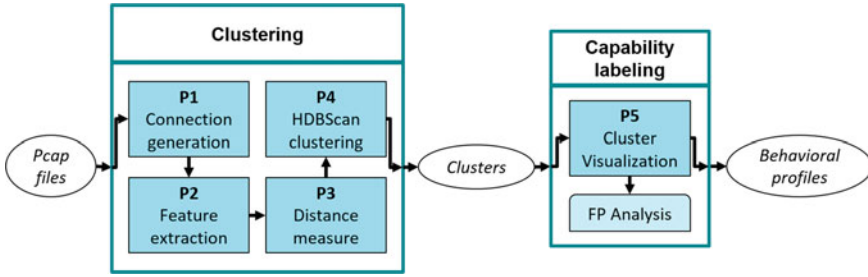 Clustering
Capability
labeling
Pcap
files
P1
Connection
generation
P4
HDBScan
clustering
P2
Feature
extraction
P3
Distance
measure
Clusters
P5
Cluster
Visualization
FP Analysis
Behavioral
profiles